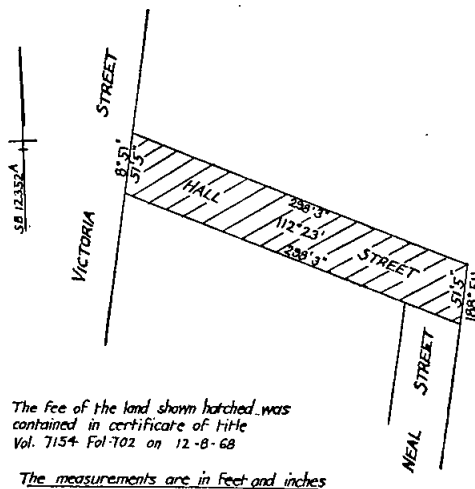 STREET
VICTORIA
SB 12352A
8° 51'
51' 5"
HALL
STREET
298' 3"
112° 23'
298' 3"
51' 5"
188° 51'
NEAL STREET
The fee of the land shown hatched was
contained in certificate of title
Vol. 7154 Fol 702 on 12-8-68
The measurements are in feet and inches